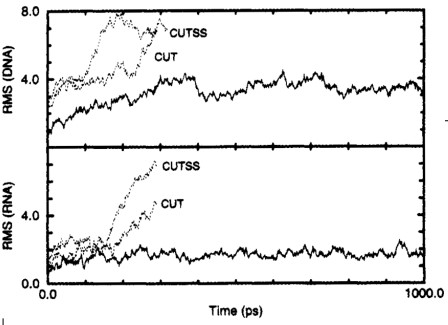 8.0
CUTSS
CUT
4.0
RMS (DNA)
CUTSS
CUT
4.0
RMS (RNA)
0.0
0.0
1000.0
Time (ps)